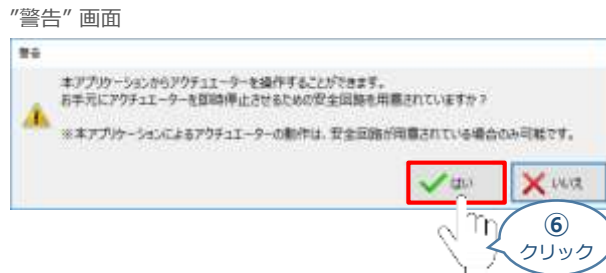 "警告" 画面
警告
本アプリケーションからアクチュエーターを操作することができます。
お手元にアクチュエーターを即時停止させるための安全回路を用意されていますか？
※本アプリケーションによるアクチュエーターの動作は、安全回路が用意されている場合のみ可能です。
はい
いいえ
⑥
クリック